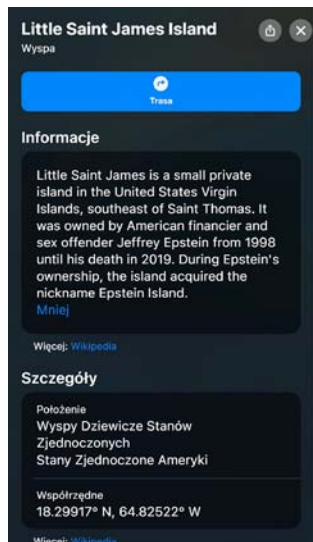 Little Saint James Island
Wyspa
Trasa
Informacje
Little Saint James is a small private
island in the United States Virgin
Islands, southeast of Saint Thomas. It
was owned by American financier and
sex offender Jeffrey Epstein from 1998
until his death in 2019. During Epstein's
ownership, the island acquired the
nickname Epstein Island.
Mniej
Więcej: Wikipedia
Szczegóły
Położenie
Wyspy Dziewicze Stanów
Zjednoczonych
Stany Zjednoczone Ameryki
Współrzędne
18.29917° N, 64.82522° W
Więcej: Wikipedia